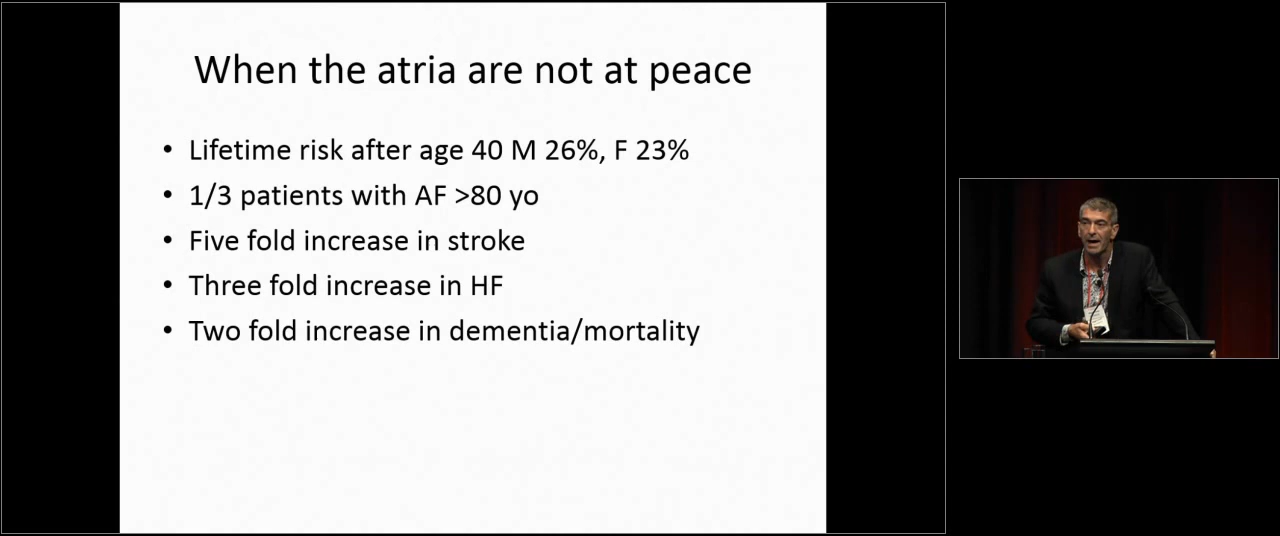 When the atria are not at peace
• Lifetime risk after age 40 M 26%, F 23%
• 1/3 patients with AF >80 yo
• Five fold increase in stroke
• Three fold increase in HF
• Two fold increase in dementia/mortality